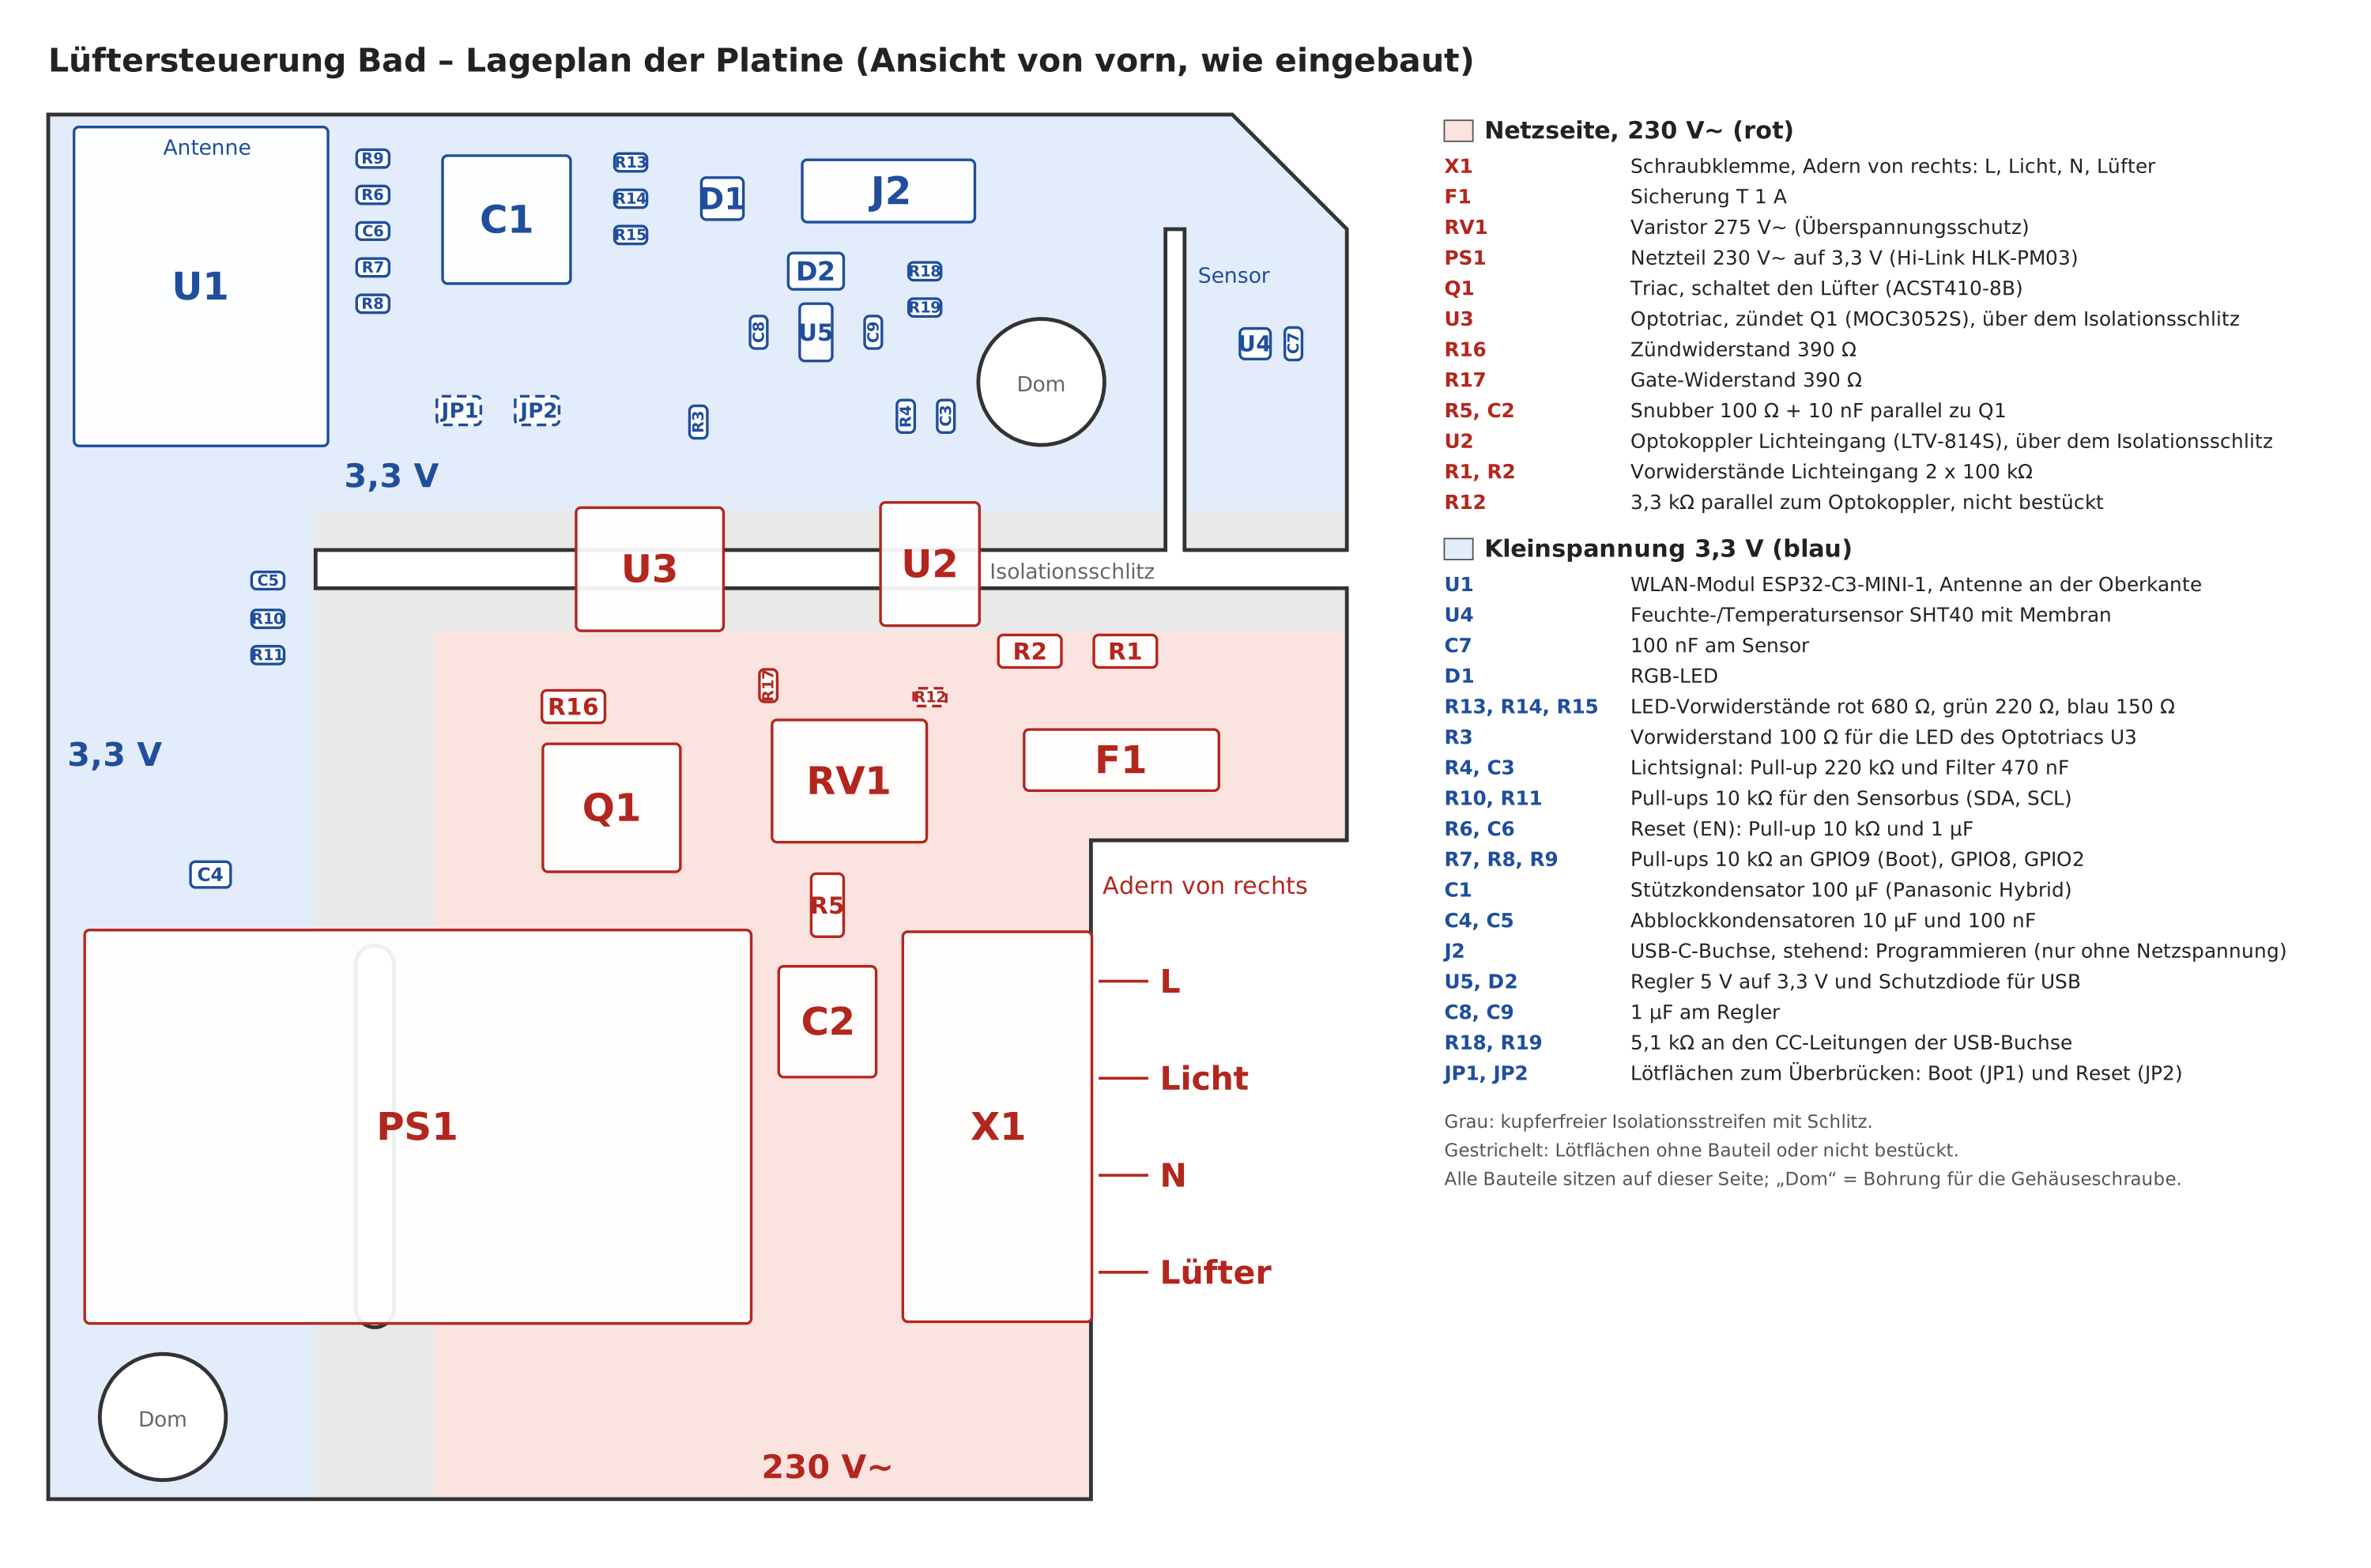 Lüftersteuerung Bad – Lageplan der Platine (Ansicht von vorn, wie eingebaut)
Antenne
U1
R9
R6
C6
R7
R8
C1
R13
R14
R15
D1
J2
D2
R18
R19
C8
U5
C9
Sensor
U4
C7
Dom
JP1
JP2
R3
R4
C3
3,3 V
U3
U2
Isolationsschlitz
C5
R10
R11
R2
R1
R17
R12
R16
3,3 V
Q1
RV1
F1
C4
R5
Adern von rechts
PS1
C2
X1
L
Licht
N
Lüfter
Dom
230 V~
Netzseite, 230 V~ (rot)
X1 Schraubklemme, Adern von rechts: L, Licht, N, Lüfter
F1 Sicherung T 1 A
RV1 Varistor 275 V~ (Überspannungsschutz)
PS1 Netzteil 230 V~ auf 3,3 V (Hi-Link HLK-PM03)
Q1 Triac, schaltet den Lüfter (ACST410-8B)
U3 Optotriac, zündet Q1 (MOC3052S), über dem Isolationsschlitz
R16 Zündwiderstand 390 Ω
R17 Gate-Widerstand 390 Ω
R5, C2 Snubber 100 Ω + 10 nF parallel zu Q1
U2 Optokoppler Lichteingang (LTV-814S), über dem Isolationsschlitz
R1, R2 Vorwiderstände Lichteingang 2 x 100 kΩ
R12 3,3 kΩ parallel zum Optokoppler, nicht bestückt
Kleinspannung 3,3 V (blau)
U1 WLAN-Modul ESP32-C3-MINI-1, Antenne an der Oberkante
U4 Feuchte-/Temperatursensor SHT40 mit Membran
C7 100 nF am Sensor
D1 RGB-LED
R13, R14, R15 LED-Vorwiderstände rot 680 Ω, grün 220 Ω, blau 150 Ω
R3 Vorwiderstand 100 Ω für die LED des Optotriacs U3
R4, C3 Lichtsignal: Pull-up 220 kΩ und Filter 470 nF
R10, R11 Pull-ups 10 kΩ für den Sensorbus (SDA, SCL)
R6, C6 Reset (EN): Pull-up 10 kΩ und 1 µF
R7, R8, R9 Pull-ups 10 kΩ an GPIO9 (Boot), GPIO8, GPIO2
C1 Stützkondensator 100 µF (Panasonic Hybrid)
C4, C5 Abblockkondensatoren 10 µF und 100 nF
J2 USB-C-Buchse, stehend: Programmieren (nur ohne Netzspannung)
U5, D2 Regler 5 V auf 3,3 V und Schutzdiode für USB
C8, C9 1 µF am Regler
R18, R19 5,1 kΩ an den CC-Leitungen der USB-Buchse
JP1, JP2 Lötflächen zum Überbrücken: Boot (JP1) und Reset (JP2)
Grau: kupferfreier Isolationsstreifen mit Schlitz.
Gestrichelt: Lötflächen ohne Bauteil oder nicht bestückt.
Alle Bauteile sitzen auf dieser Seite; „Dom“ = Bohrung für die Gehäuseschraube.